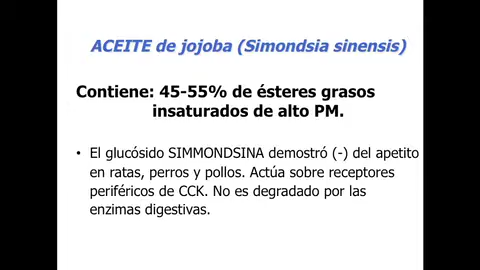 ACEITE de jojoba (Simondsia sinensis)
Contiene: 45-55% de ésteres grasos
insaturados de alto PM.
• El glucósido SIMMONDSINA demostró (-) del apetito
en ratas, perros y pollos. Actúa sobre receptores
periféricos de CCK. No es degradado por las
enzimas digestivas.